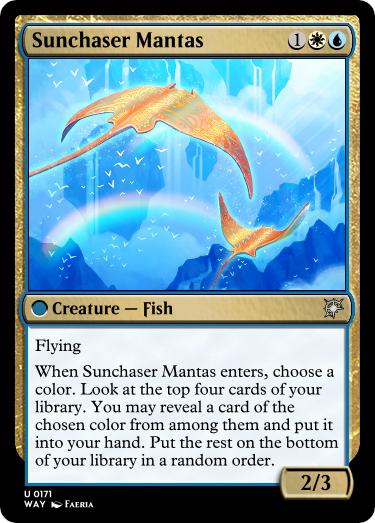 Sunchaser Mantas 1
Creature — Fish
Flying
When Sunchaser Mantas enters, choose a
color. Look at the top four cards of your
library. You may reveal a card of the
chosen color from among them and put it
into your hand. Put the rest on the bottom
of your library in a random order.
2/3
U 0171
WAY Faeria